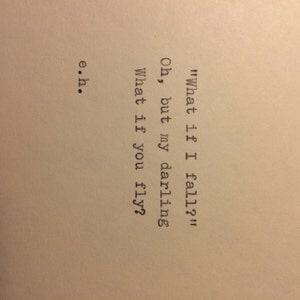 "What if I fall?"
Oh, but my darling
What if you fly?
e.h.